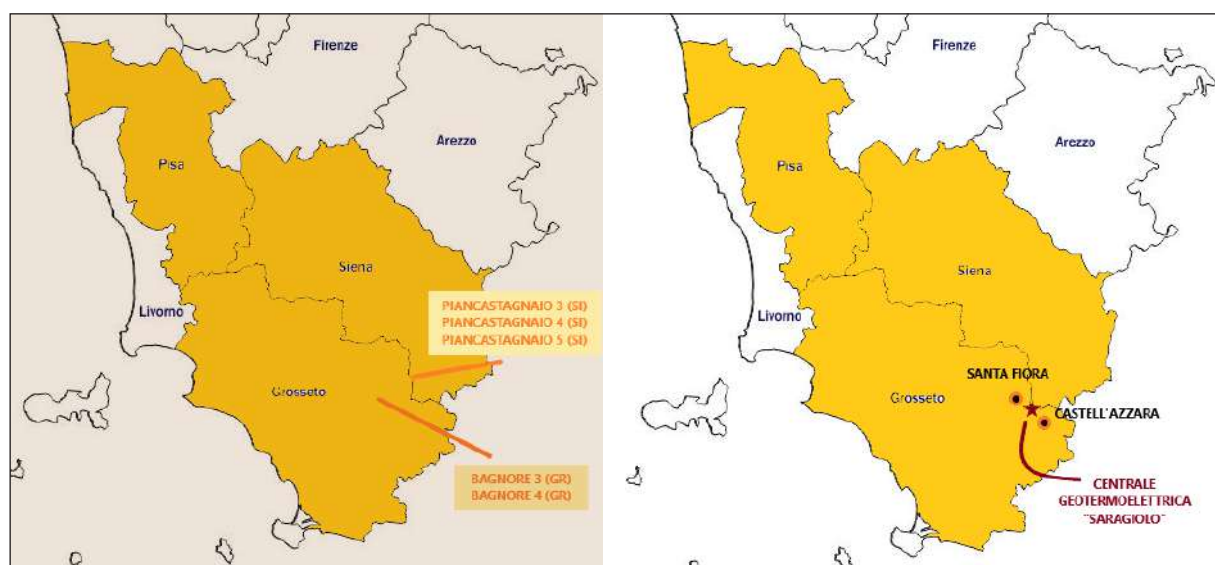 Firenze
Arezzo
Pisa
Siena
Livorno
PIANCASTAGNAIO 3 (SI)
PIANCASTAGNAIO 4 (SI)
PIANCASTAGNAIO 5 (SI)
Grosseto
BAGNORE 3 (GR)
BAGNORE 4 (GR)
Firenze
Arezzo
Pisa
Siena
Livorno
SANTA FIORA
Grosseto
CASTELL'AZZARA
CENTRALE
GEOTERMOELETTRICA
"SARAGIOLO"